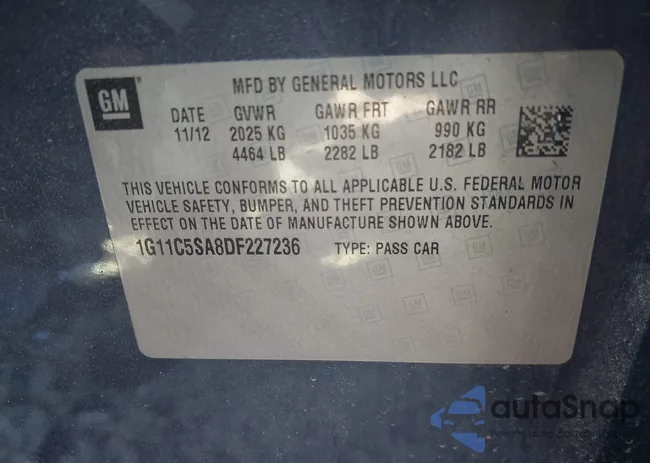 MFD BY GENERAL MOTORS LLC
GM
DATE GVWR GAWR FRT GAWR RR
11/12 2025 KG 1035 KG 990 KG
4464 LB 2282 LB 2182 LB
THIS VEHICLE CONFORMS TO ALL APPLICABLE U.S. FEDERAL MOTOR
VEHICLE SAFETY, BUMPER, AND THEFT PREVENTION STANDARDS IN
EFFECT ON THE DATE OF MANUFACTURE SHOWN ABOVE.
1G11C5SA8DF227236 TYPE: PASS CAR
autoSnap